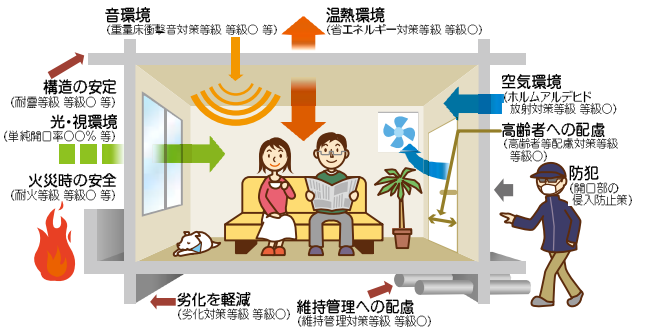 音環境
(重量床衝撃音対策等級 等級○ 等)
温熱環境
(省エネルギー対策等級 等級○)
構造の安定
(耐震等級 等級○ 等)
光・視環境
(単純開口率○○% 等)
火災時の安全
(耐火等級 等級○ 等)
空気環境
(ホルムアルデヒド
放射対策等級 等級○)
高齢者への配慮
(高齢者等配慮対策等級
等級○)
防犯
(開口部の
侵入防止策)
劣化を軽減
(劣化対策等級 等級○)
維持管理への配慮
(維持管理対策等級 等級○)